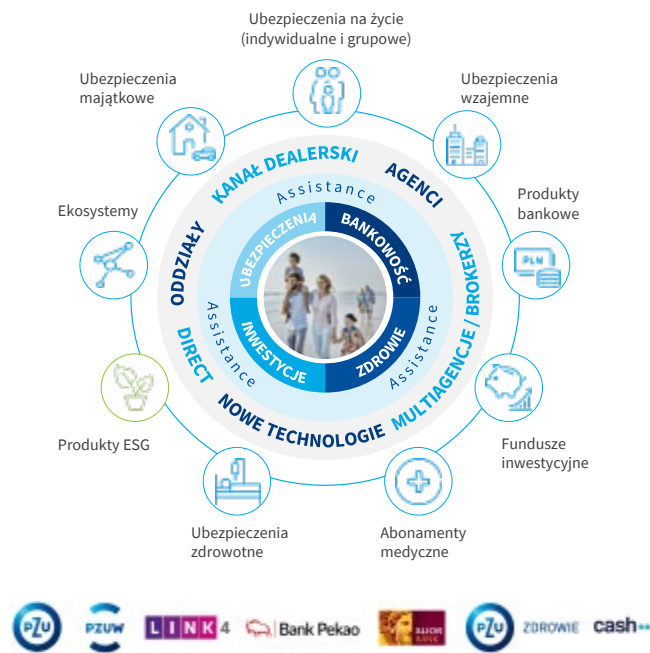 Ubezpieczenia na życie
(indywidualne i grupowe)
Ubezpieczenia
majątkowe
Ubezpieczenia
wzajemne
KANAŁ DEALERSKI
AGENCI
Assistance
Ekosystemy
Produkty
bankowe
ODDZIAŁY
UBEZPIECZENIA
BANKOWOŚĆ
MULTIAGENCJE / BROKERZY
PLN
Assistance
INWESTYCJE
ZDROWIE
Assistance
DIRECT
NOWE TECHNOLOGIE
Produkty ESG
Fundusze
inwestycyjne
Ubezpieczenia
zdrowotne
Abonamenty
medyczne
PZU
PZUW
LINK4
Bank Pekao
ALIOR
BANK
PZU
ZDROWIE
cash